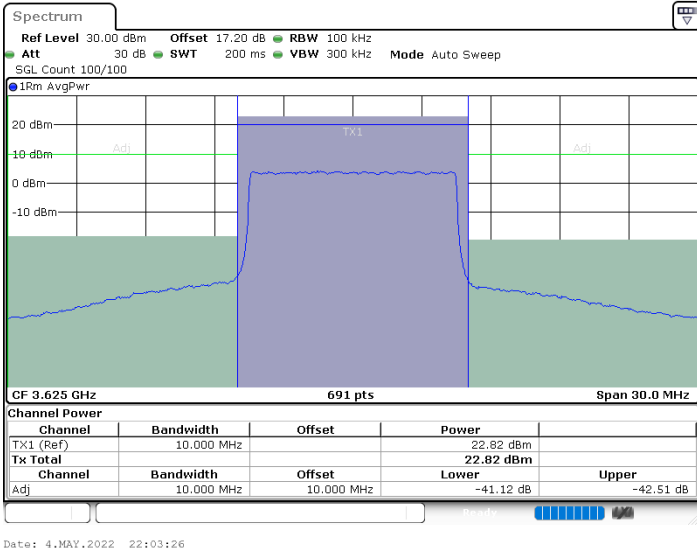 Spectrum
Ref Level 30.00 dBm Offset 17.20 dB RBW 100 kHz
Att 30 dB SWT 200 ms VBW 300 kHz Mode Auto Sweep
SGL Count 100/100
1Rm AvgPwr
20 dBm
TX1
Adj
Adj
10 dBm
0 dBm
-10 dBm
CF 3.625 GHz 691 pts Span 30.0 MHz
Channel Power
Channel Bandwidth Offset Power
TX1 (Ref) 10.000 MHz 22.82 dBm
Tx Total 22.82 dBm
Channel Bandwidth Offset Lower Upper
Adj 10.000 MHz 10.000 MHz -41.12 dB -42.51 dB
Ready
Date: 4.MAY.2022 22:03:26